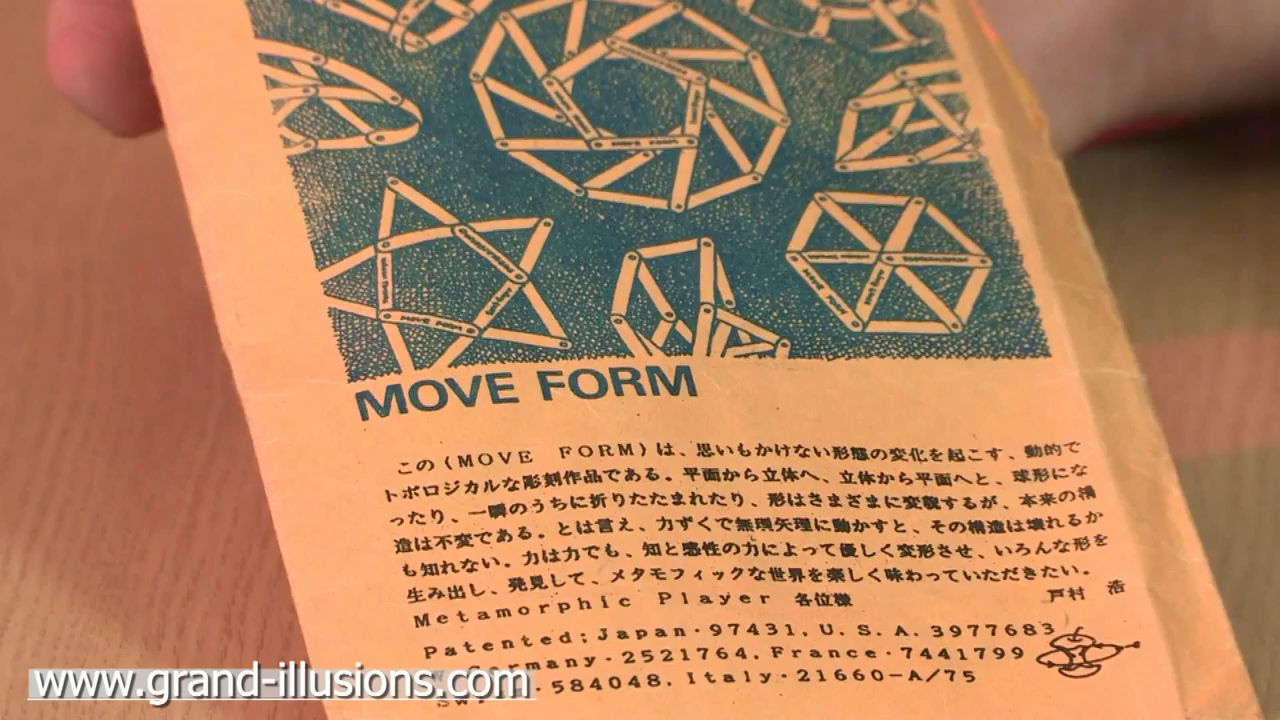 MOVE FORM
この(MOVE FORM)は、思いもかけない形態の変化を起こす、動的で
トポロジカルな彫刻作品である。平面から立体へ、立体から平面へと、球形にな
ったり、一瞬のうちに折りたたまれたり、形はさまざまに変貌するが、本来の構
造は不変である。とは言え、力ずくで無理矢理に動かすと、その構造は壊れるか
も知れない。力は力でも、知と感性の力によって優しく変形させ、いろんな形を
生み出し、発見して、メタモフィックな世界を楽しく味わっていただきたい。
Metamorphic Player 各位様 戸村 浩
Patented; Japan・97431, U.S.A. 3977683
Germany・2521764, France・7441799
584048, Italy・21660-A/75
www.grand-illusions.com